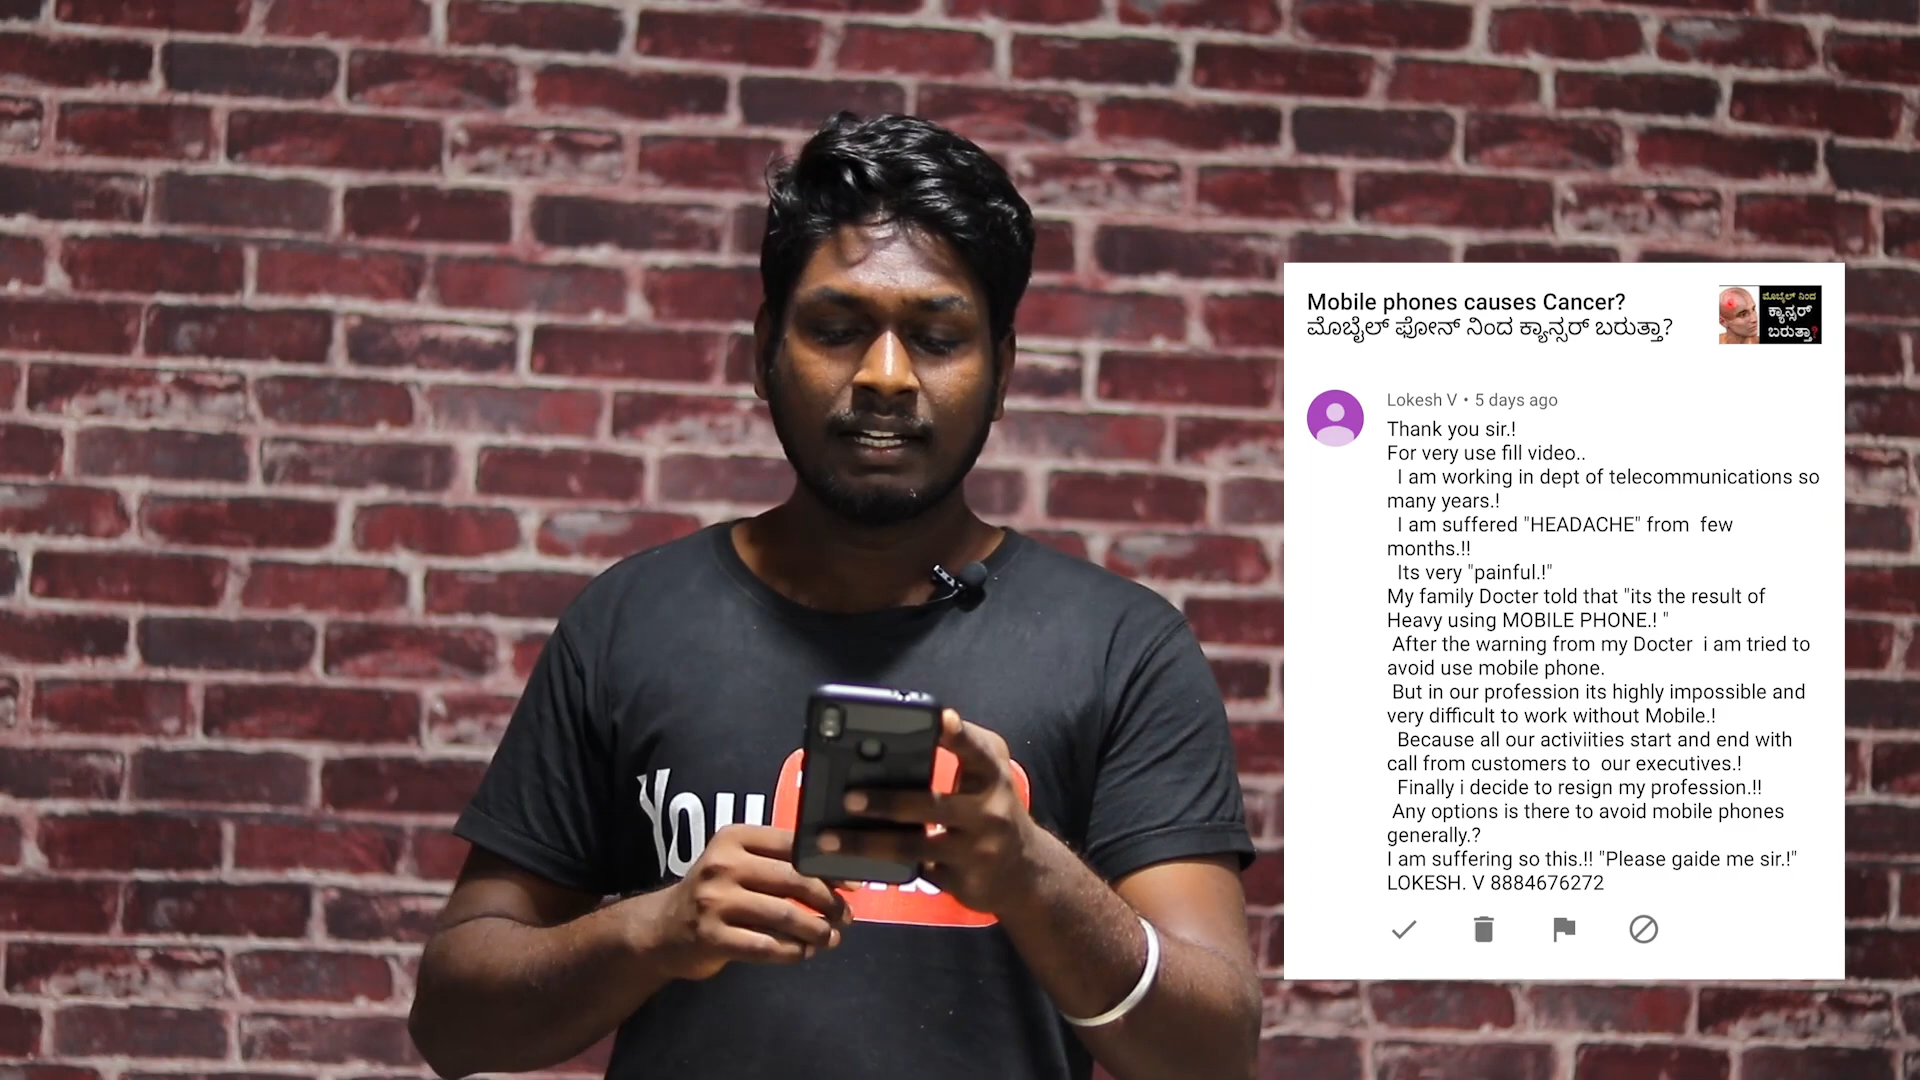 Mobile phones causes Cancer?
ಮೊಬೈಲ್ ಫೋನ್ ನಿಂದ ಕ್ಯಾನ್ಸರ್ ಬರುತ್ತಾ?
ಮೊಬೈಲ್ ನಿಂದ
ಕ್ಯಾನ್ಸರ್
ಬರುತ್ತಾ?
Lokesh V • 5 days ago
Thank you sir.!
For very use fill video..
I am working in dept of telecommunications so
many years.!
I am suffered "HEADACHE" from few
months.!!
Its very "painful.!"
My family Docter told that "its the result of
Heavy using MOBILE PHONE.! "
After the warning from my Docter i am tried to
avoid use mobile phone.
But in our profession its highly impossible and
very difficult to work without Mobile.!
Because all our activiities start and end with
call from customers to our executives.!
Finally i decide to resign my profession.!!
Any options is there to avoid mobile phones
generally.?
I am suffering so this.!! "Please gaide me sir.!"
LOKESH. V 8884676272
You